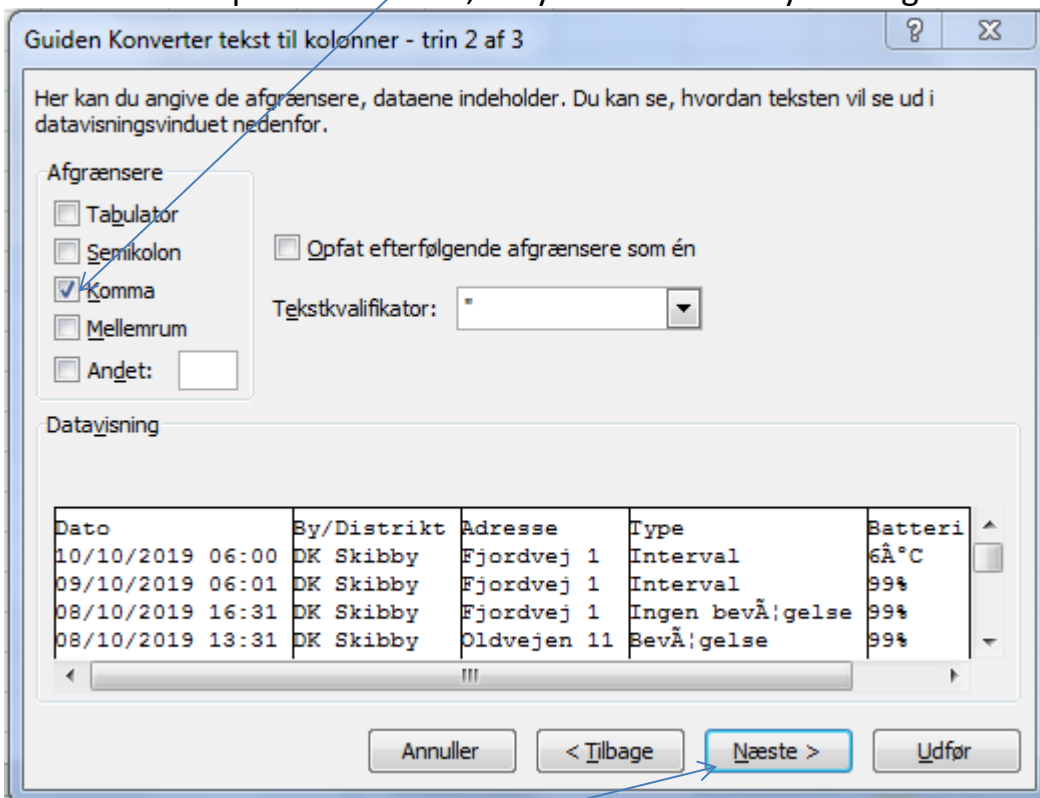 Guiden Konverter tekst til kolonner - trin 2 af 3
Her kan du angive de afgrænsere, dataene indeholder. Du kan se, hvordan teksten vil se ud i
datavisningsvinduet nedenfor.
Afgrænsere
Tabulator
Semikolon
Komma
Mellemrum
Andet:
Opfat efterfølgende afgrænsere som én
Tekstkvalifikator: "
Datavisning
Dato By/Distrikt Adresse Type Batteri
10/10/2019 06:00 DK Skibby Fjordvej 1 Interval 6Â°C
09/10/2019 06:01 DK Skibby Fjordvej 1 Interval 99%
08/10/2019 16:31 DK Skibby Fjordvej 1 Ingen bevÃ¦gelse 99%
08/10/2019 13:31 DK Skibby Oldvejen 11 BevÃ¦gelse 99%
Annuller < Tilbage Næste > Udfør